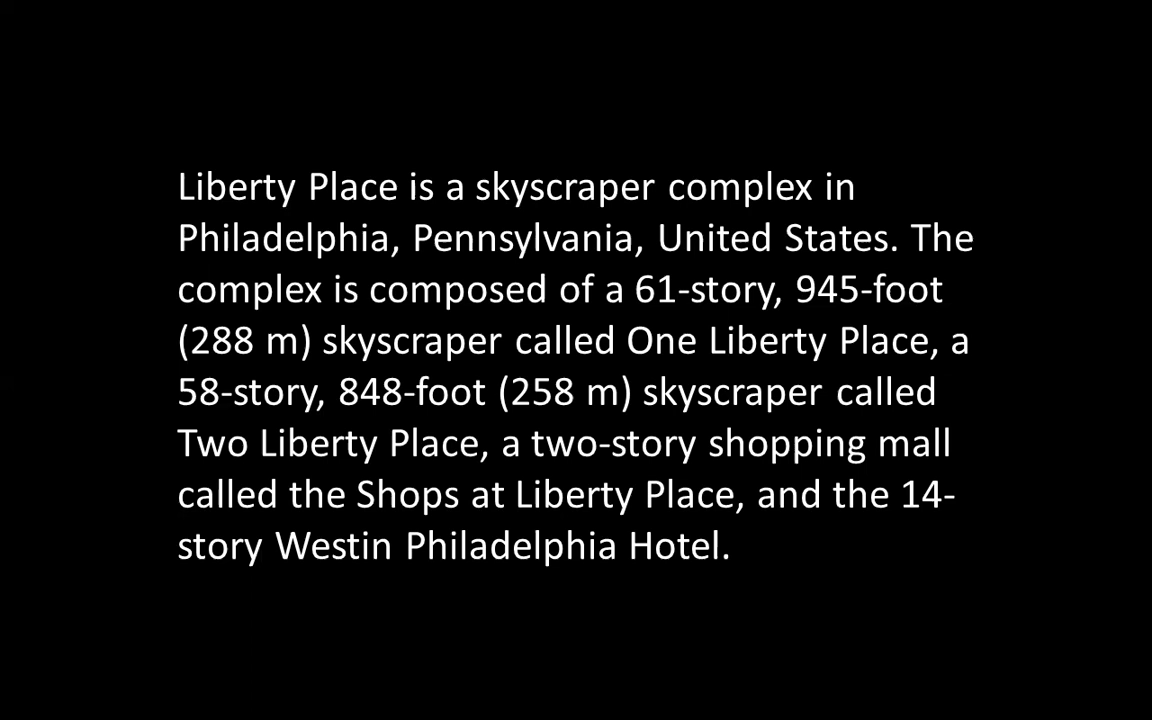 Liberty Place is a skyscraper complex in
Philadelphia, Pennsylvania, United States. The
complex is composed of a 61-story, 945-foot
(288 m) skyscraper called One Liberty Place, a
58-story, 848-foot (258 m) skyscraper called
Two Liberty Place, a two-story shopping mall
called the Shops at Liberty Place, and the 14-
story Westin Philadelphia Hotel.